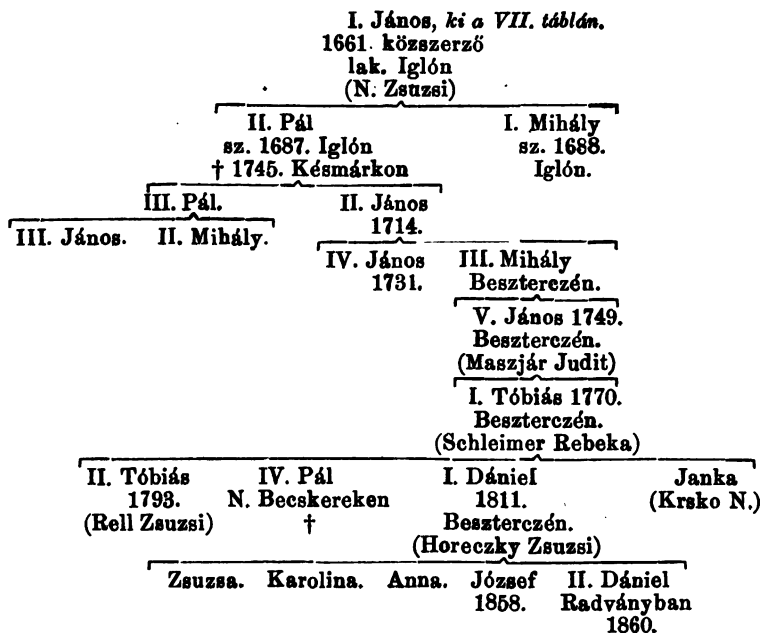 I. János, ki a VII. táblán.
1661 közszerző
lak. Iglón
(N. Zsuzsi)
II. Pál I. Mihály
sz. 1687. Iglón sz. 1688.
† 1745. Késmárkon Iglón.
III. Pál. II. János
1714.
III. János. II. Mihály.
IV. János III. Mihály
1731. Beszterczén.
V. János 1749.
Beszterczén.
(Maszjár Judit)
I. Tóbiás 1770.
Beszterczén.
(Schleimer Rebeka)
II. Tóbiás IV. Pál I. Dániel Janka
1793. N. Becskereken 1811. (Krsko N.)
(Rell Zsuzsi) † Beszterczén.
(Horeczky Zsuzsi)
Zsuzsa. Karolina. Anna. József II. Dániel
1858. Radványban
1860.